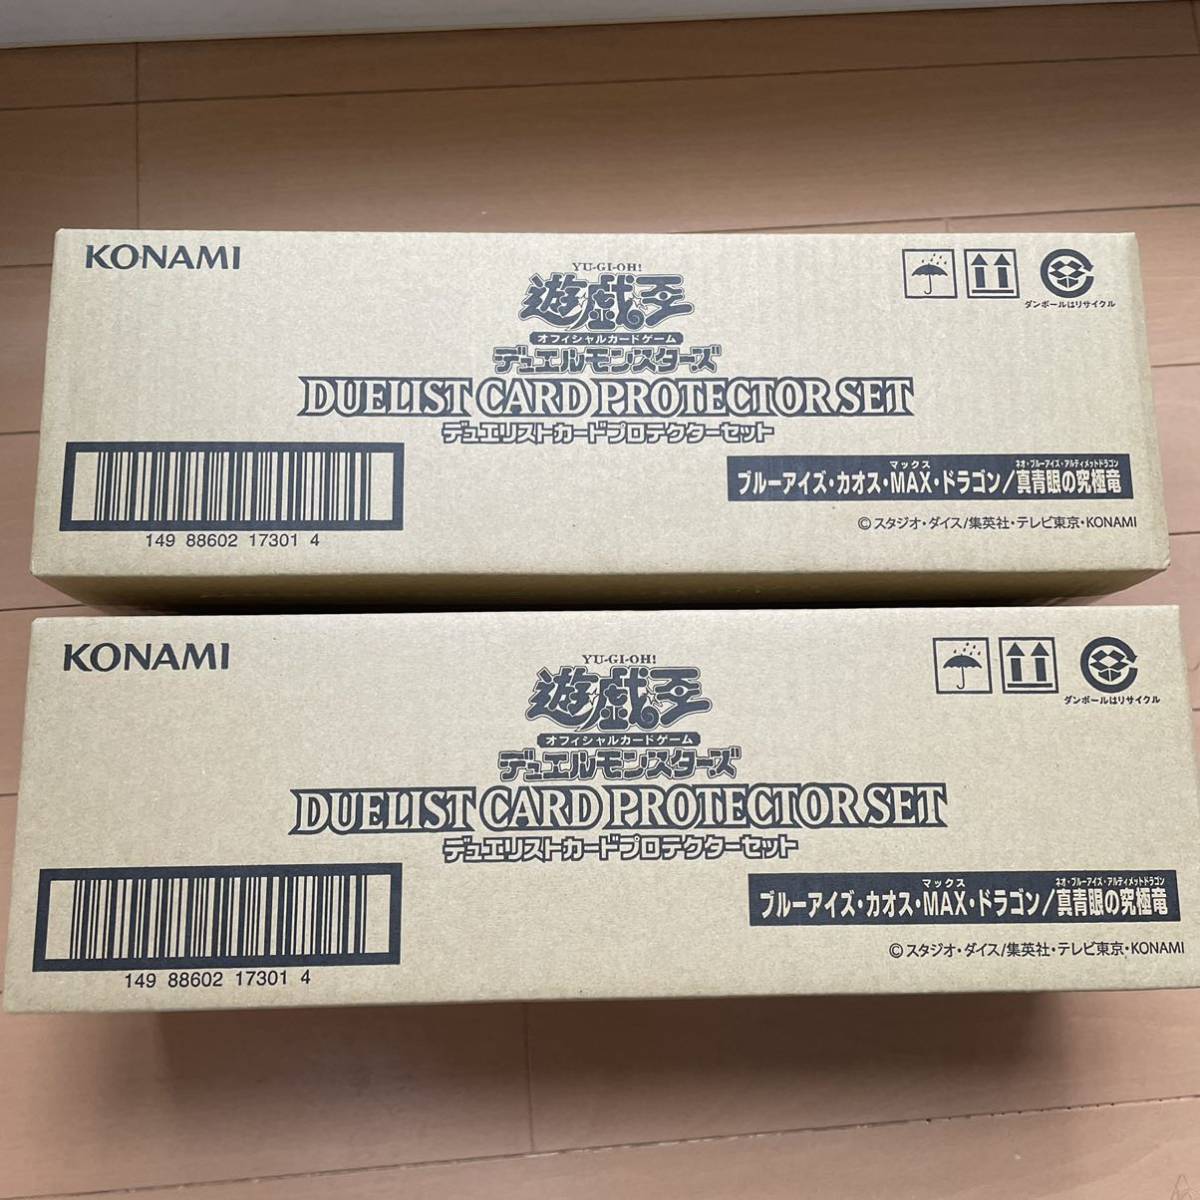 KONAMI
YU-GI-OH!
遊戯王
オフィシャルカードゲーム
デュエルモンスターズ
DUELIST CARD PROTECTOR SET
デュエリストカードプロテクターセット
ダンボールはリサイクル
マックス
ネオ・ブルーアイズ・アルティメットドラゴン
ブルーアイズ・カオス・MAX・ドラゴン/真青眼の究極竜
©スタジオ・ダイス/集英社・テレビ東京・KONAMI
149 88602 17301 4
KONAMI
YU-GI-OH!
遊戯王
オフィシャルカードゲーム
デュエルモンスターズ
DUELIST CARD PROTECTOR SET
デュエリストカードプロテクターセット
ダンボールはリサイクル
マックス
ネオ・ブルーアイズ・アルティメットドラゴン
ブルーアイズ・カオス・MAX・ドラゴン/真青眼の究極竜
©スタジオ・ダイス/集英社・テレビ東京・KONAMI
149 88602 17301 4